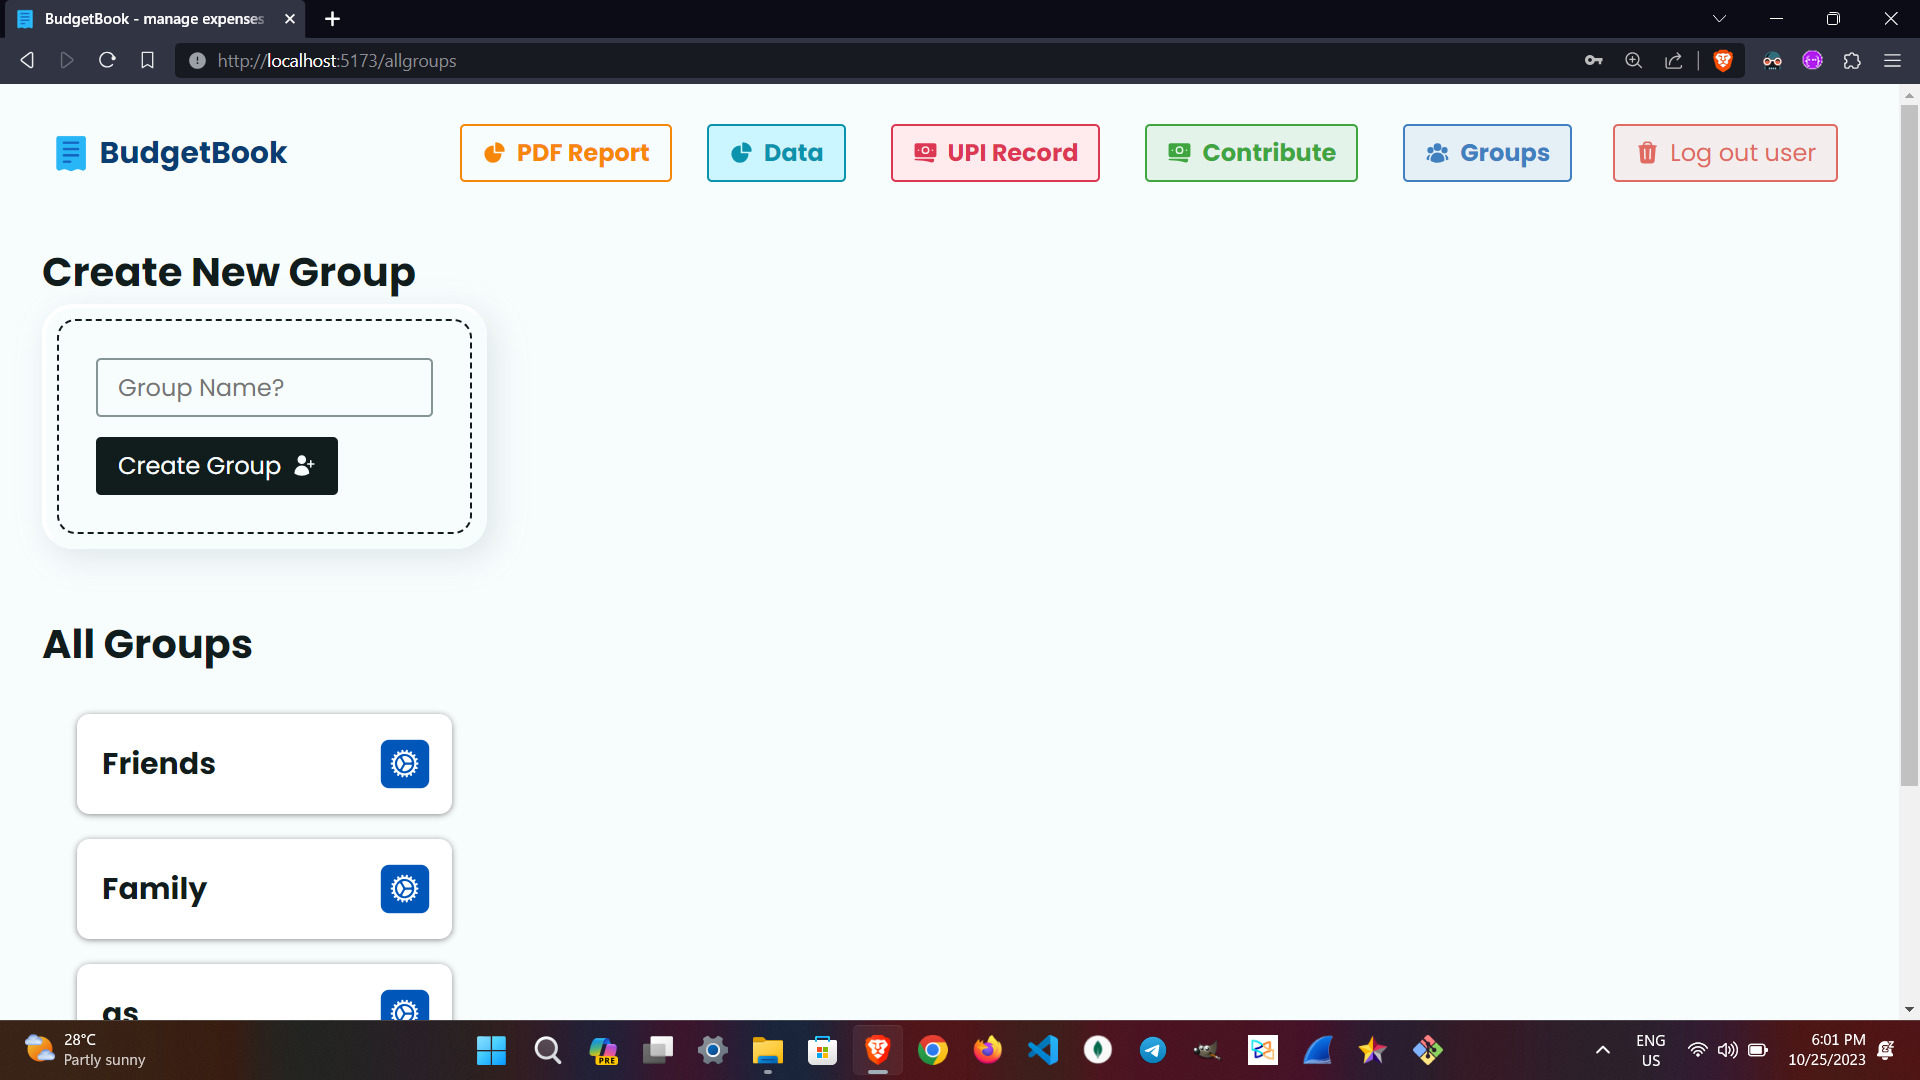 BudgetBook - manage expenses
http://localhost:5173/allgroups
BudgetBook
PDF Report
Data
UPI Record
Contribute
Groups
Log out user
Create New Group
Group Name?
Create Group
All Groups
Friends
Family
as
28°C
Partly sunny
PRE
ENG
US
6:01 PM
10/25/2023